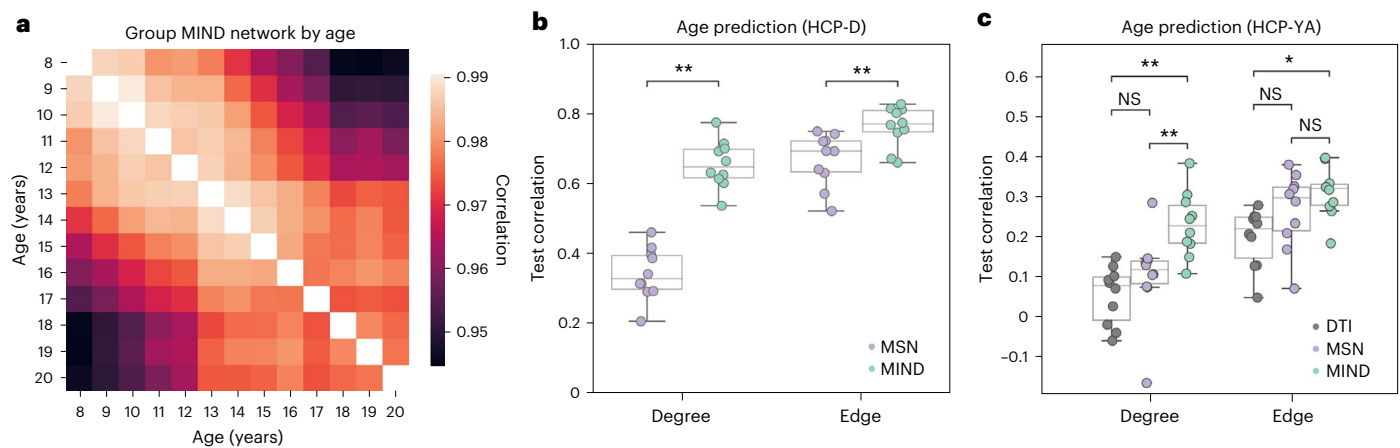 a
Group MIND network by age
8
9
10
11
12
13
14
15
16
17
18
19
20
Age (years)
8 9 10 11 12 13 14 15 16 17 18 19 20
Age (years)
0.99
0.98
0.97
0.96
0.95
Correlation
b
Age prediction (HCP-D)
1.0
0.8
0.6
0.4
0.2
0
Test correlation
** **
MSN
MIND
Degree Edge
c
Age prediction (HCP-YA)
0.6
0.5
0.4
0.3
0.2
0.1
0
–0.1
Test correlation
** *
NS NS
** NS
DTI
MSN
MIND
Degree Edge